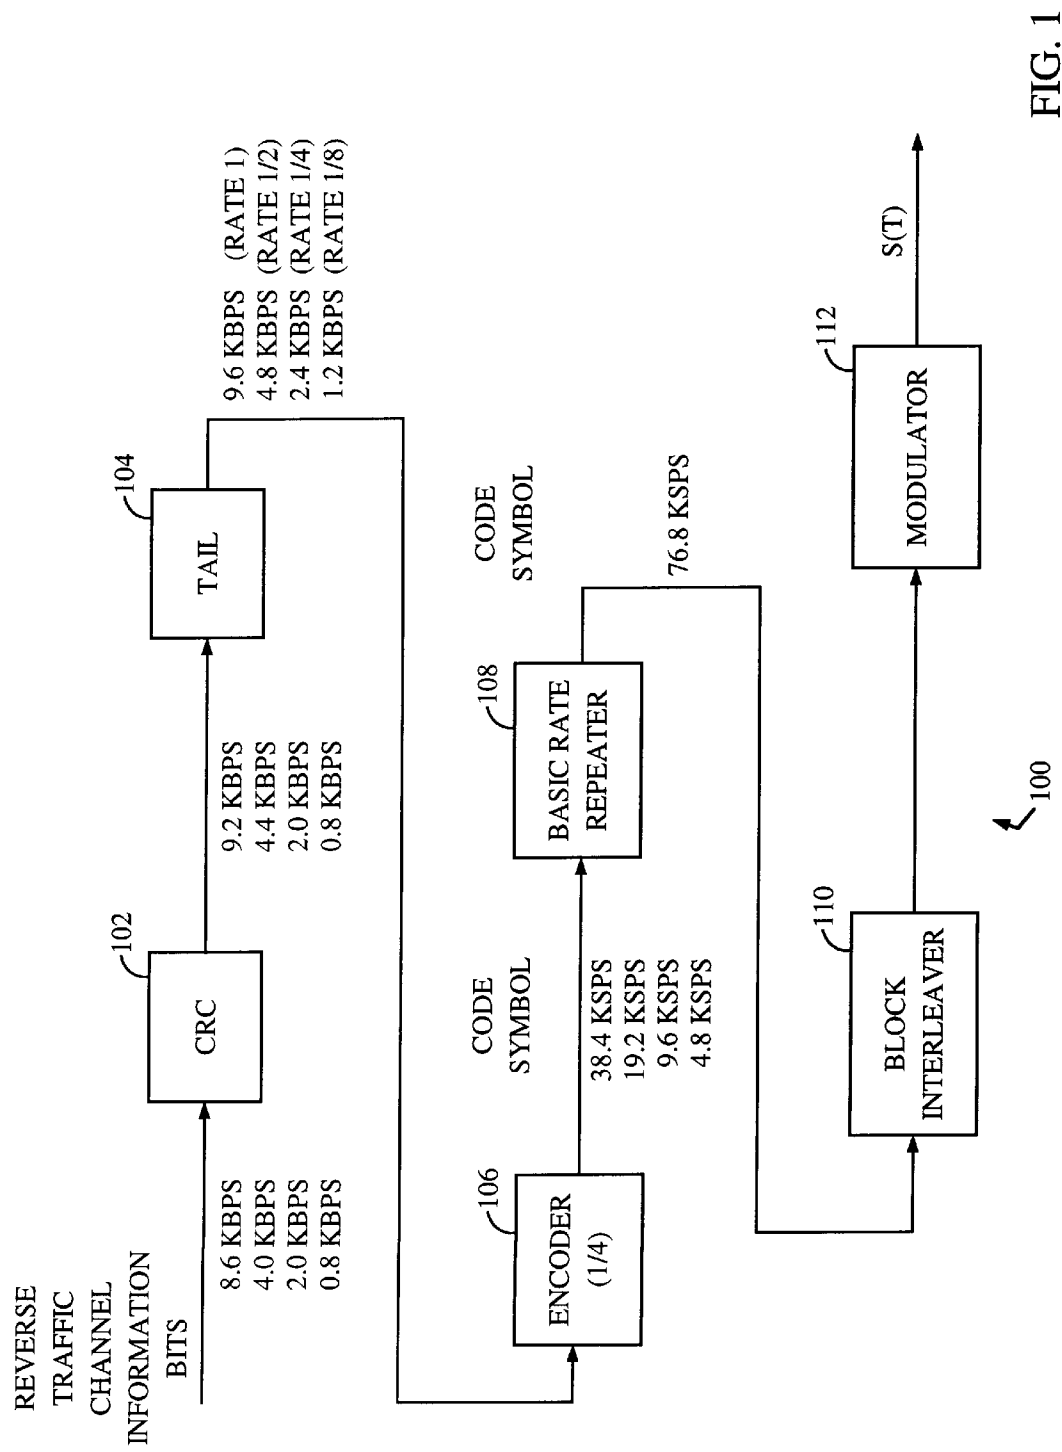 REVERSE
TRAFFIC
CHANNEL
INFORMATION
BITS
8.6 KBPS
4.0 KBPS
2.0 KBPS
0.8 KBPS
102
CRC
9.2 KBPS
4.4 KBPS
2.0 KBPS
0.8 KBPS
104
TAIL
9.6 KBPS (RATE 1)
4.8 KBPS (RATE 1/2)
2.4 KBPS (RATE 1/4)
1.2 KBPS (RATE 1/8)
106
ENCODER
(1/4)
CODE
SYMBOL
38.4 KSPS
19.2 KSPS
9.6 KSPS
4.8 KSPS
108
BASIC RATE
REPEATER
CODE
SYMBOL
76.8 KSPS
110
BLOCK
INTERLEAVER
112
MODULATOR
S(T)
100
FIG. 1